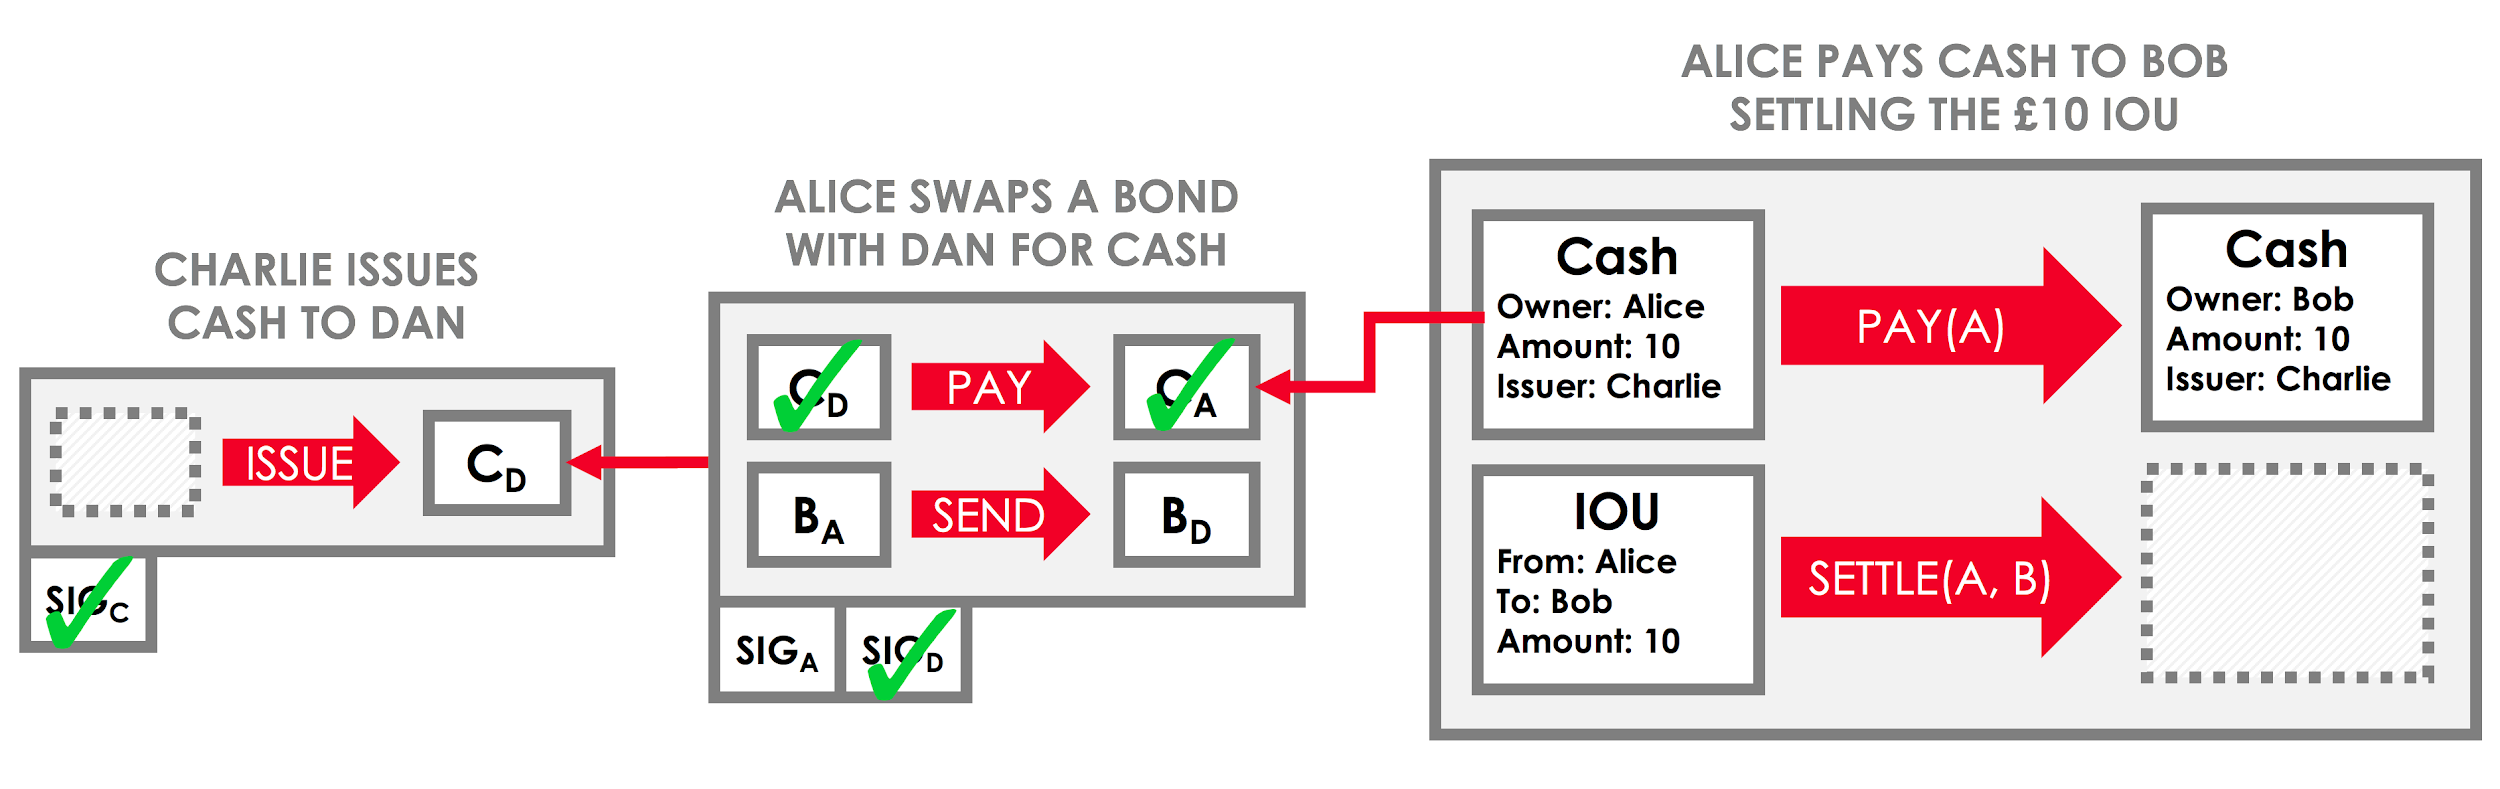 CHARLIE ISSUES
CASH TO DAN
ISSUE
CD
SIGC
ALICE SWAPS A BOND
WITH DAN FOR CASH
CD
PAY
CA
BA
SEND
BD
SIGA
SIGD
ALICE PAYS CASH TO BOB
SETTLING THE £10 IOU
Cash
Owner: Alice
Amount: 10
Issuer: Charlie
PAY(A)
Cash
Owner: Bob
Amount: 10
Issuer: Charlie
IOU
From: Alice
To: Bob
Amount: 10
SETTLE(A, B)